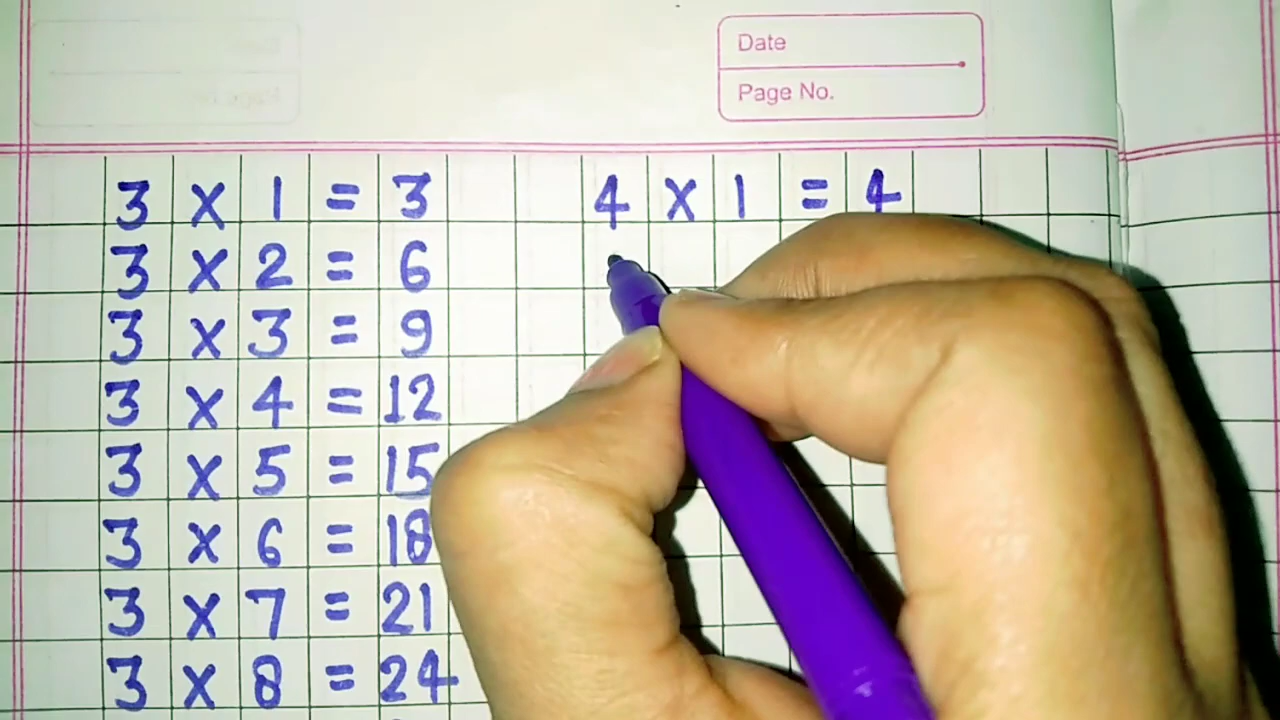 Date
Page No.
3 X 1 = 3
3 X 2 = 6
3 X 3 = 9
3 X 4 = 12
3 X 5 = 15
3 X 6 = 18
3 X 7 = 21
3 X 8 = 24
4 X 1 = 4